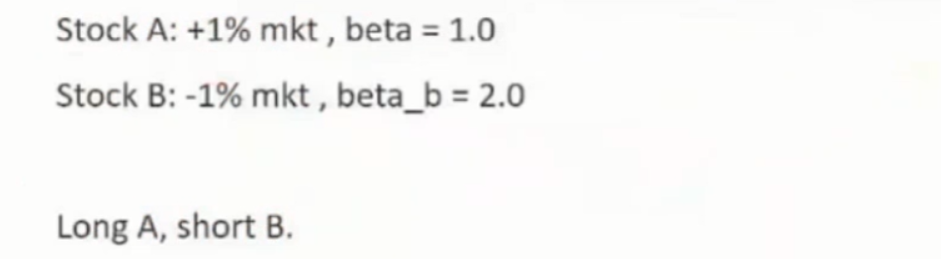 Stock A: +1% mkt , beta = 1.0
Stock B: -1% mkt , beta_b = 2.0
Long A, short B.